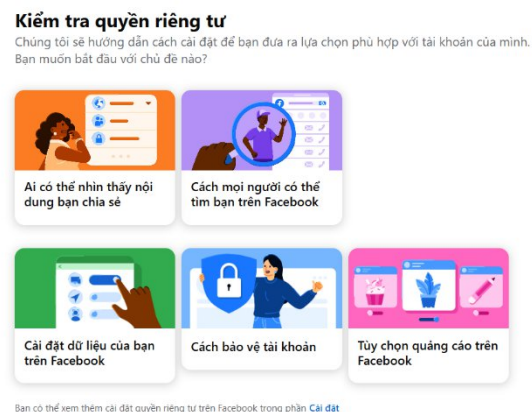 Kiểm tra quyền riêng tư
Chúng tôi sẽ hướng dẫn cách cài đặt để bạn đưa ra lựa chọn phù hợp với tài khoản của mình.
Bạn muốn bắt đầu với chủ đề nào?
Ai có thể nhìn thấy nội
dung bạn chia sẻ
Cách mọi người có thể
tìm bạn trên Facebook
Cài đặt dữ liệu của bạn
trên Facebook
Cách bảo vệ tài khoản
Tùy chọn quảng cáo trên
Facebook
Bạn có thể xem thêm cài đặt quyền riêng tư trên Facebook trong phần Cài đặt